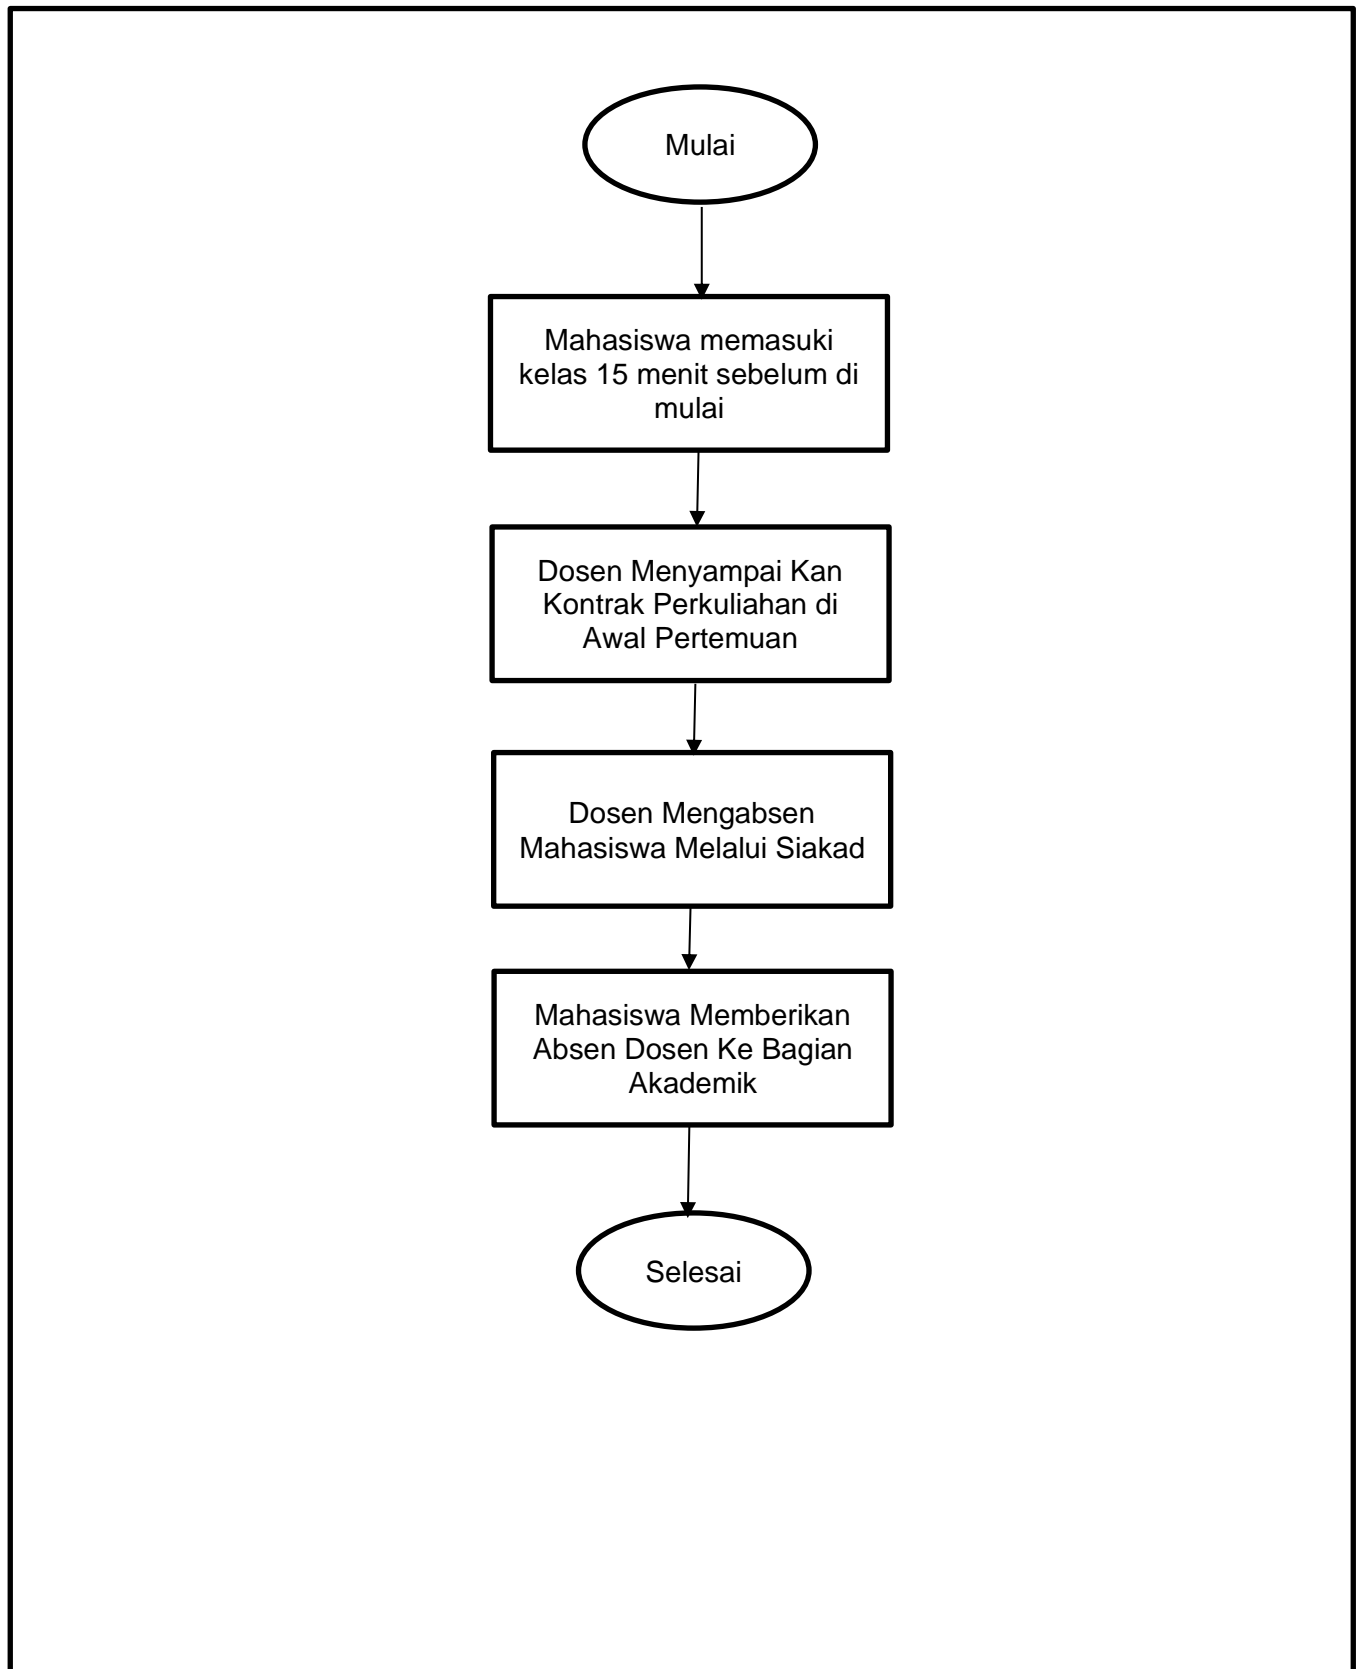 Mulai
Mahasiswa memasuki
kelas 15 menit sebelum di
mulai
Dosen Menyampai Kan
Kontrak Perkuliahan di
Awal Pertemuan
Dosen Mengabsen
Mahasiswa Melalui Siakad
Mahasiswa Memberikan
Absen Dosen Ke Bagian
Akademik
Selesai